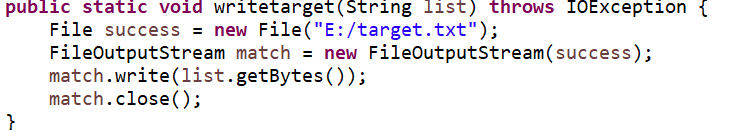 public static void writetarget(String list) throws IOException {
    File success = new File("E:/target.txt");
    FileOutputStream match = new FileOutputStream(success);
    match.write(list.getBytes());
    match.close();
}